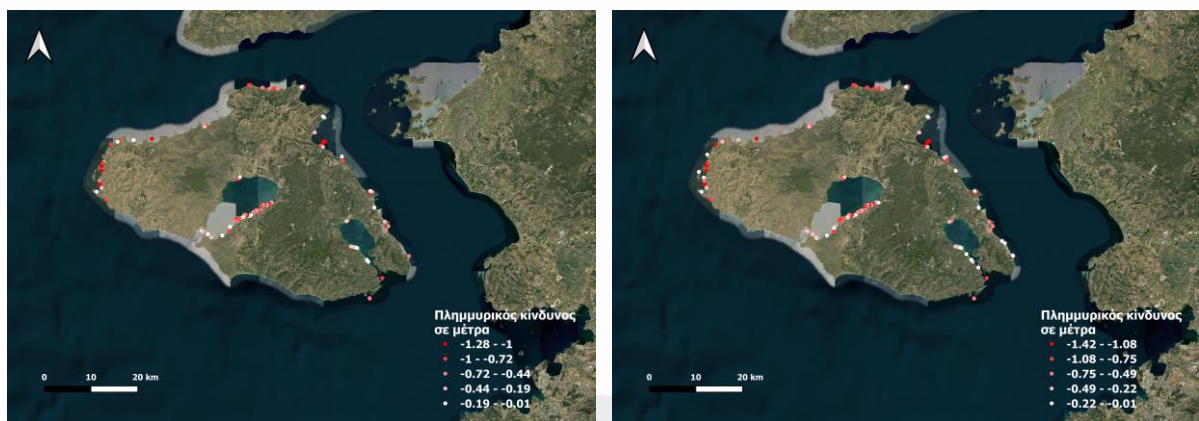 Πλημμυρικός κίνδυνος
σε μέτρα
-1.28 - -1
-1 - -0.72
-0.72 - -0.44
-0.44 - -0.19
-0.19 - -0.01
0 10 20 km
Πλημμυρικός κίνδυνος
σε μέτρα
-1.42 - -1.08
-1.08 - -0.75
-0.75 - -0.49
-0.49 - -0.22
-0.22 - -0.01
0 10 20 km